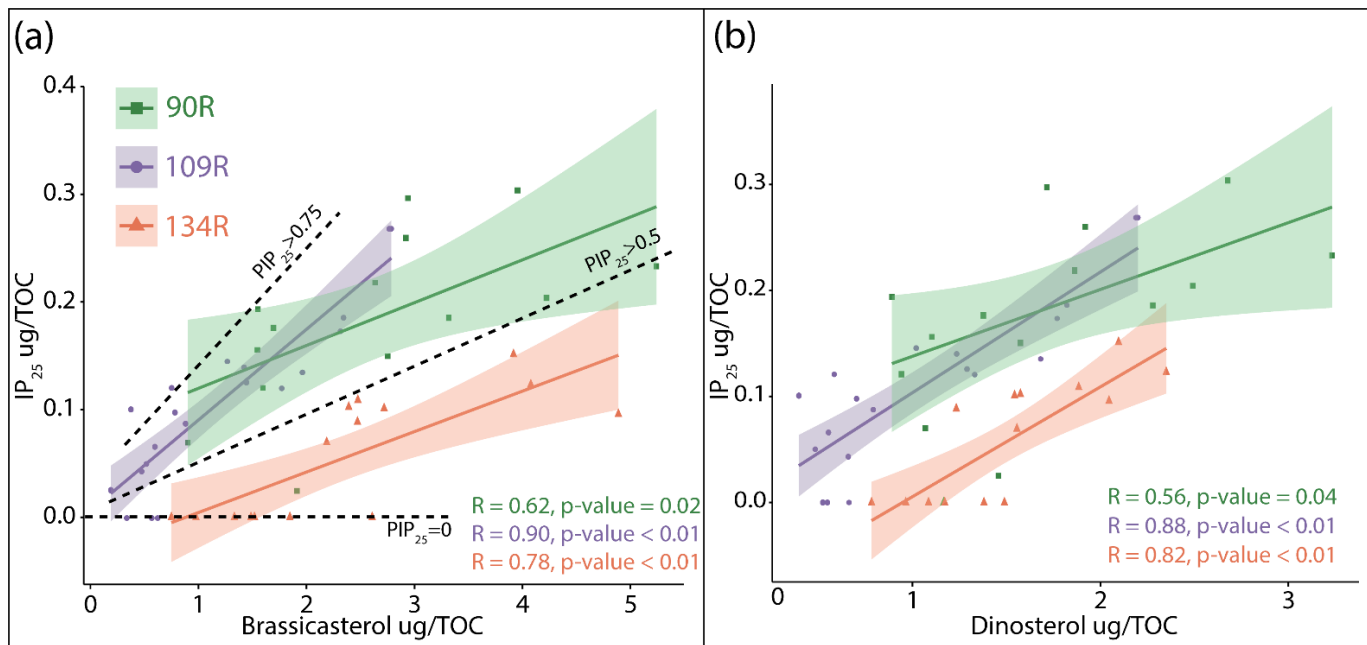 (a)
90R
109R
134R
PIP25>0.75
PIP25>0.5
PIP25=0
0.4
0.3
0.2
0.1
0.0
IP25 ug/TOC
R = 0.62, p-value = 0.02
R = 0.90, p-value < 0.01
R = 0.78, p-value < 0.01
0 1 2 3 4 5
Brassicasterol ug/TOC
(b)
0.3
0.2
0.1
0.0
IP25 ug/TOC
R = 0.56, p-value = 0.04
R = 0.88, p-value < 0.01
R = 0.82, p-value < 0.01
1 2 3
Dinosterol ug/TOC